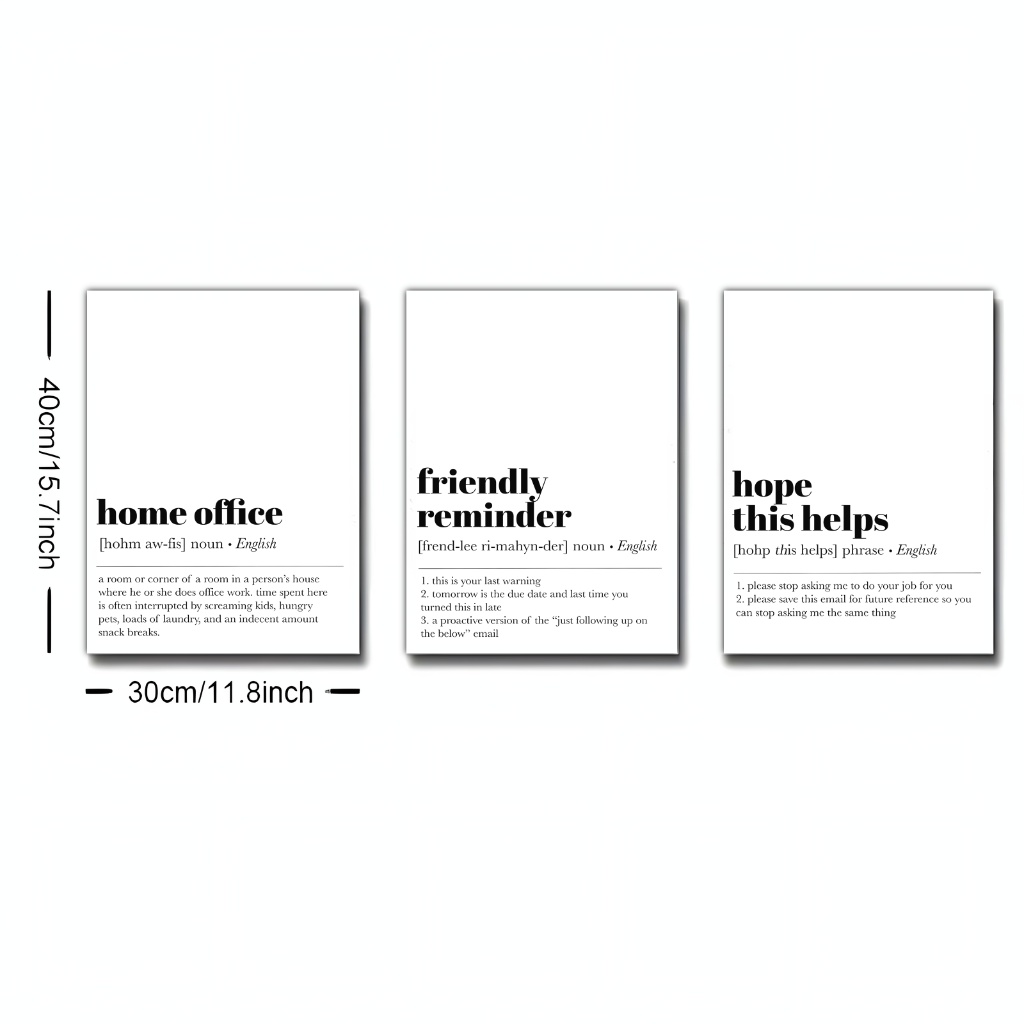 40cm/15.7inch
home office
[hohm aw-fis] noun • English
a room or corner of a room in a person's house
where he or she does office work. time spent here
is often interrupted by screaming kids, hungry
pets, loads of laundry, and an indecent amount
snack breaks.
30cm/11.8inch
friendly
reminder
[frend-lee ri-mahyn-der] noun • English
1. this is your last warning
2. tomorrow is the due date and last time you
turned this in late
3. a proactive version of the “just following up on
the below” email
hope
this helps
[hohp this helps] phrase • English
1. please stop asking me to do your job for you
2. please save this email for future reference so you
can stop asking me the same thing